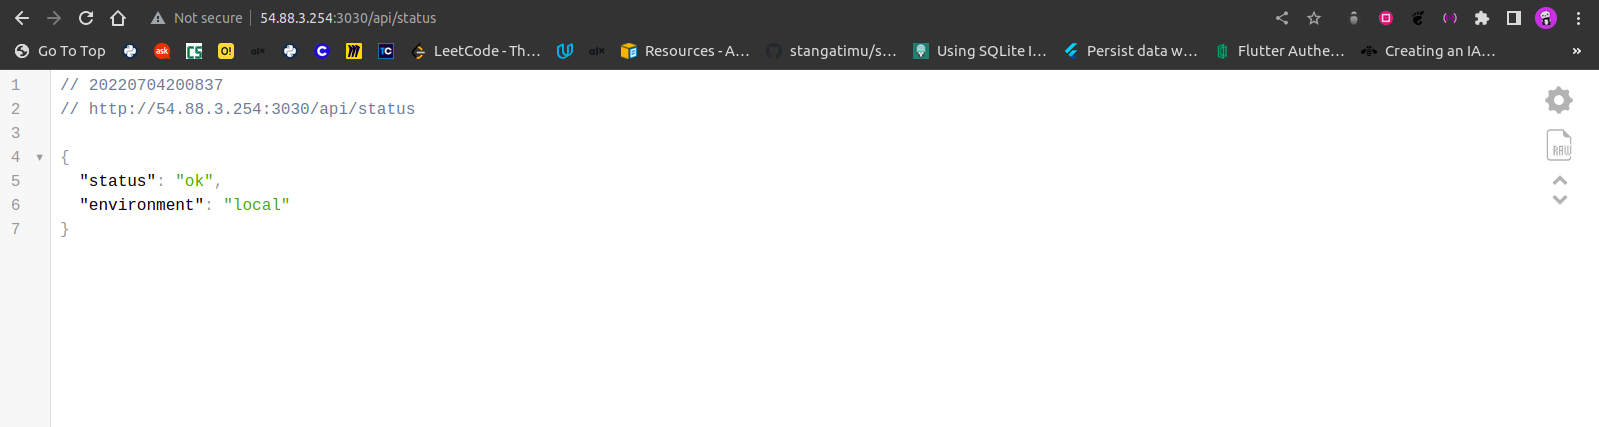 Not secure 54.88.3.254:3030/api/status
Go To Top ask CS O! alx C M TC LeetCode - Th... alx Resources - A... stangatimu/s... Using SQLite I... Persist data w... Flutter Authe... Creating an IA... »
1 // 20220704200837
2 // http://54.88.3.254:3030/api/status
3
4 {
5 "status": "ok",
6 "environment": "local"
7 }
RAW